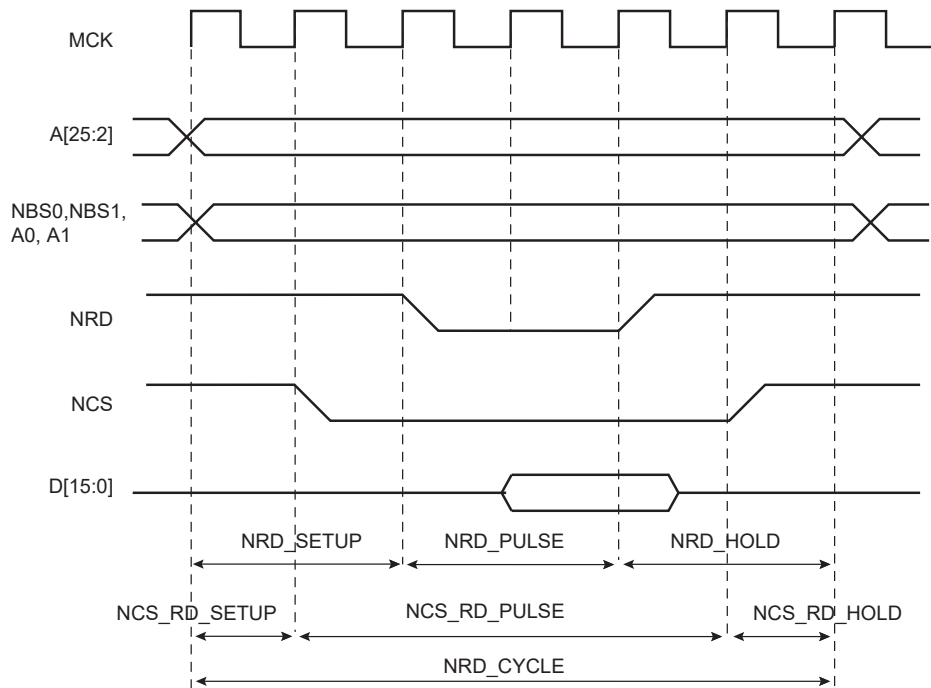 MCK
A[25:2]
NBS0,NBS1,
A0, A1
NRD
NCS
D[15:0]
NRD_SETUP NRD_PULSE NRD_HOLD
NCS_RD_SETUP NCS_RD_PULSE NCS_RD_HOLD
NRD_CYCLE